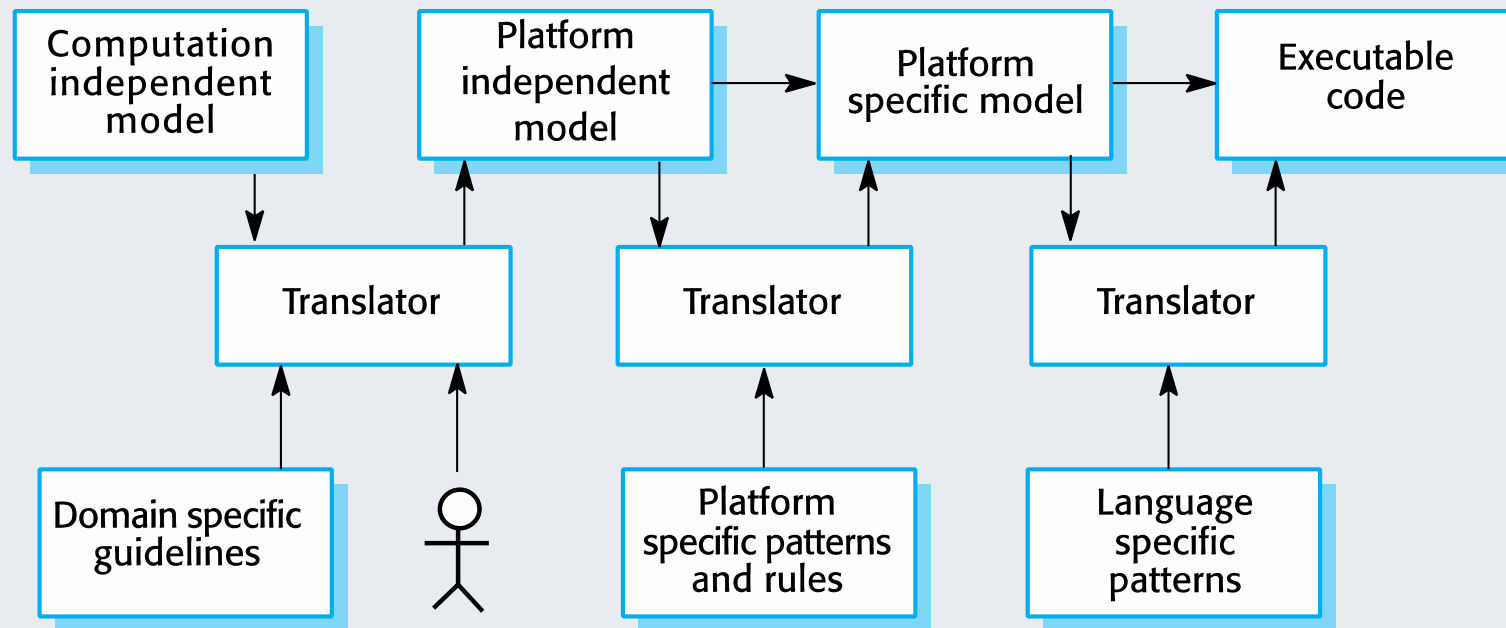 Computation
independent
model
Platform
independent
model
Platform
specific model
Executable
code
Translator
Translator
Translator
Domain specific
guidelines
Platform
specific patterns
and rules
Language
specific
patterns